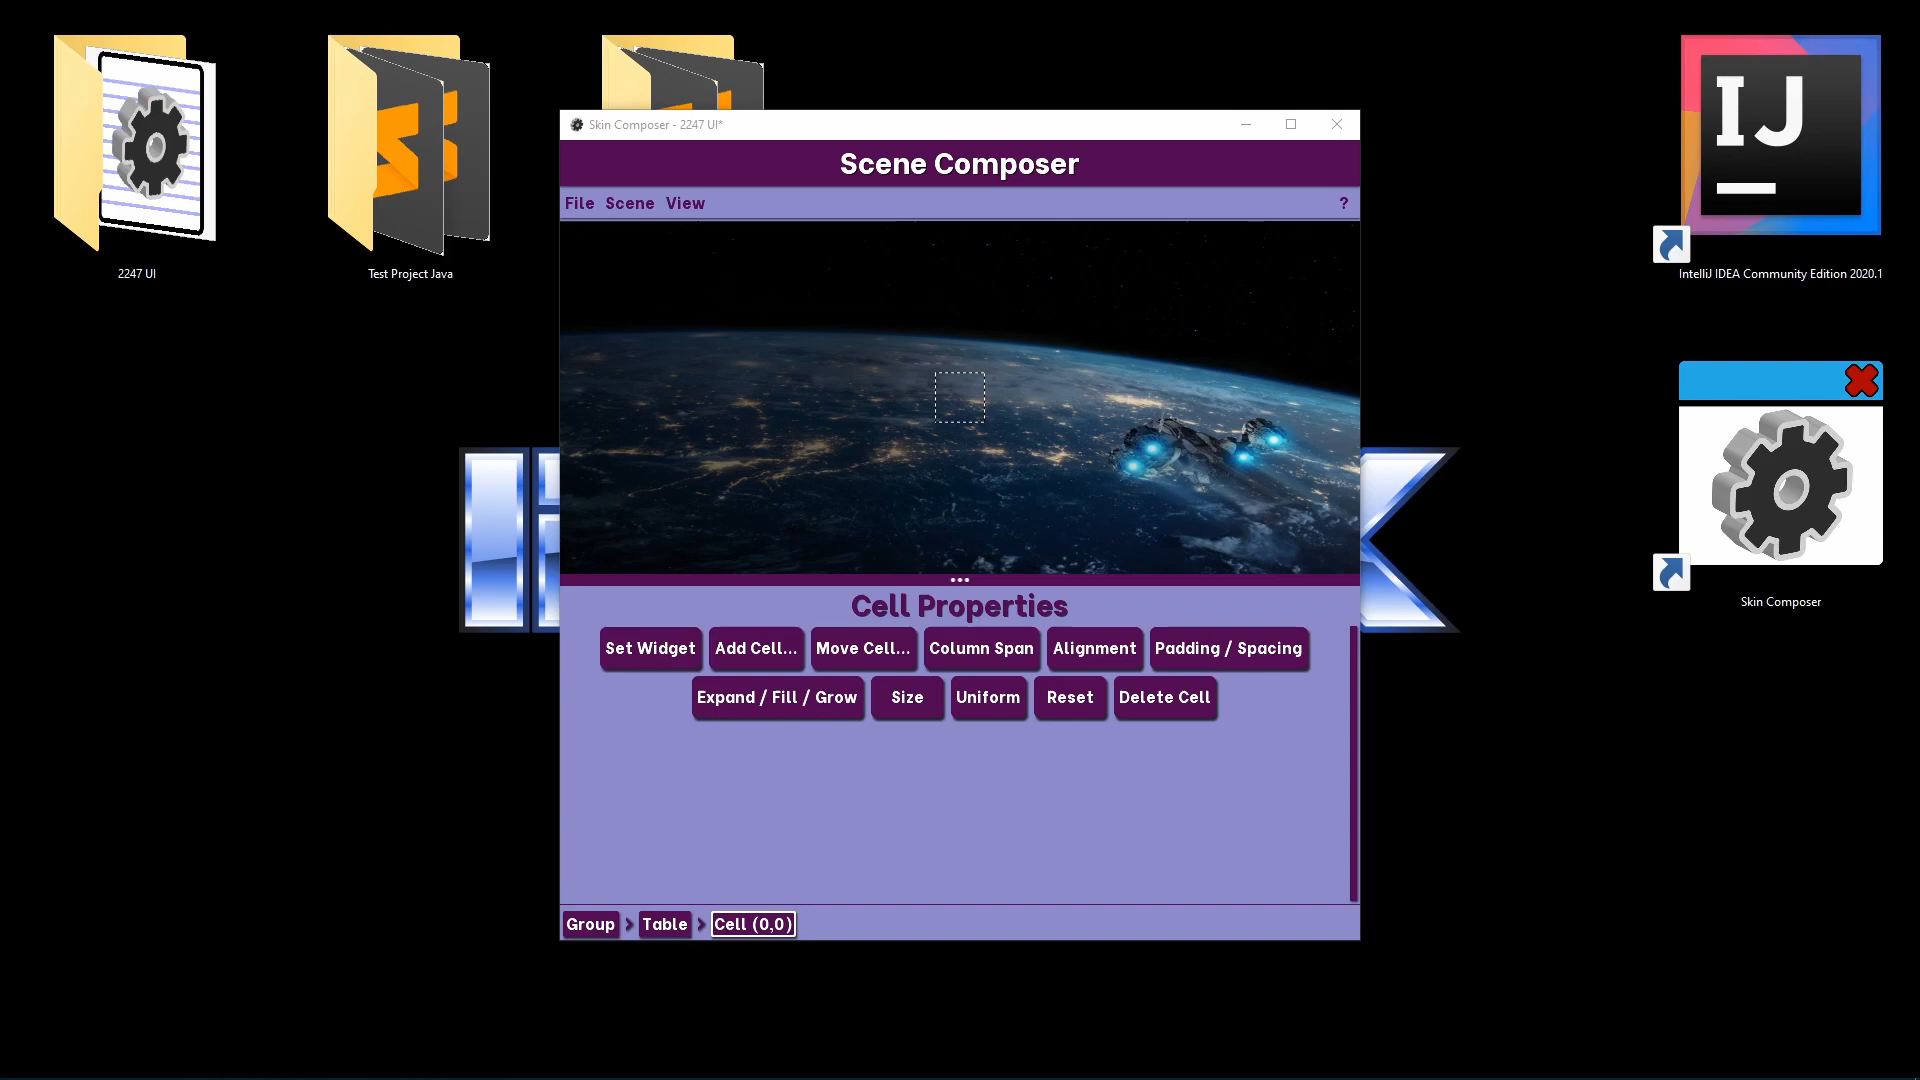 2247 UI
Test Project Java
IJ
IntelliJ IDEA Community Edition 2020.1
Skin Composer
Skin Composer - 2247 UI*
Scene Composer
File Scene View ?
Cell Properties
Set Widget Add Cell... Move Cell... Column Span Alignment Padding / Spacing
Expand / Fill / Grow Size Uniform Reset Delete Cell
Group > Table > Cell (0,0)